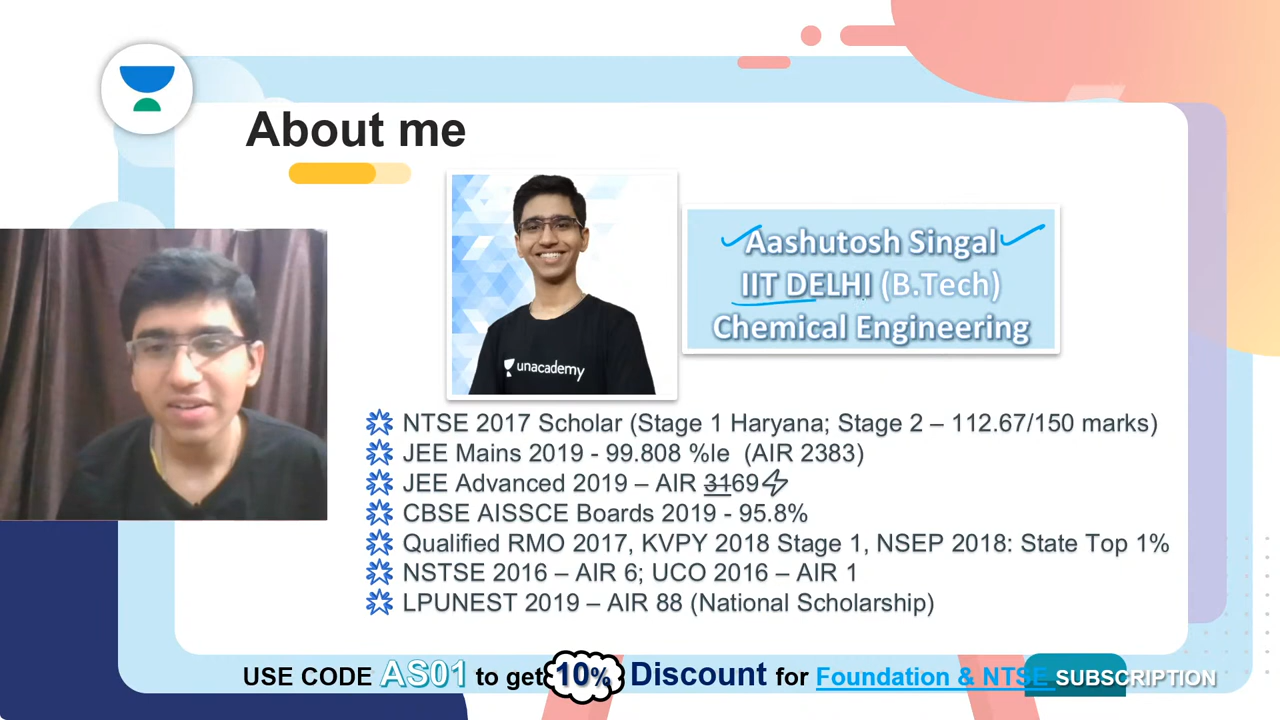 About me
unacademy
Aashutosh Singal
IIT DELHI (B.Tech)
Chemical Engineering
NTSE 2017 Scholar (Stage 1 Haryana; Stage 2 – 112.67/150 marks)
JEE Mains 2019 - 99.808 %le (AIR 2383)
JEE Advanced 2019 – AIR 3169
CBSE AISSCE Boards 2019 - 95.8%
Qualified RMO 2017, KVPY 2018 Stage 1, NSEP 2018: State Top 1%
NSTSE 2016 – AIR 6; UCO 2016 – AIR 1
LPUNEST 2019 – AIR 88 (National Scholarship)
USE CODE AS01 to get 10% Discount for Foundation & NTSE SUBSCRIPTION